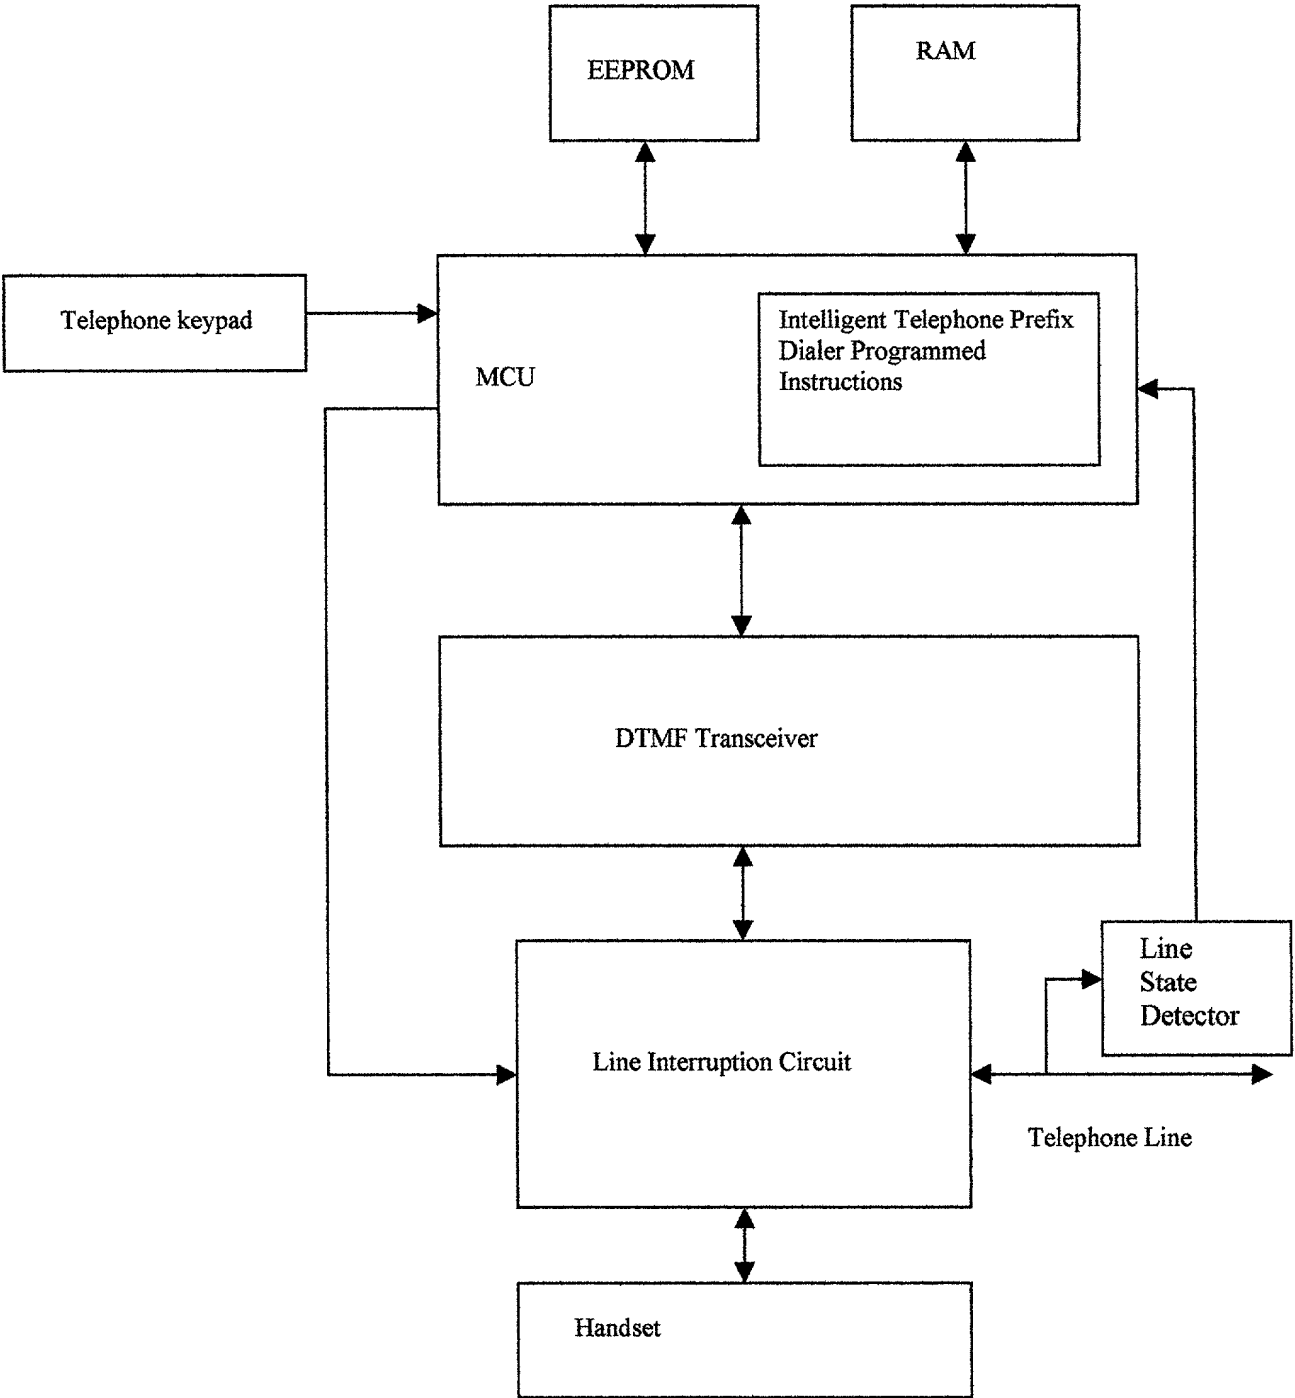 EEPROM
RAM
Telephone keypad
MCU
Intelligent Telephone Prefix
Dialer Programmed
Instructions
DTMF Transceiver
Line
State
Detector
Line Interruption Circuit
Telephone Line
Handset